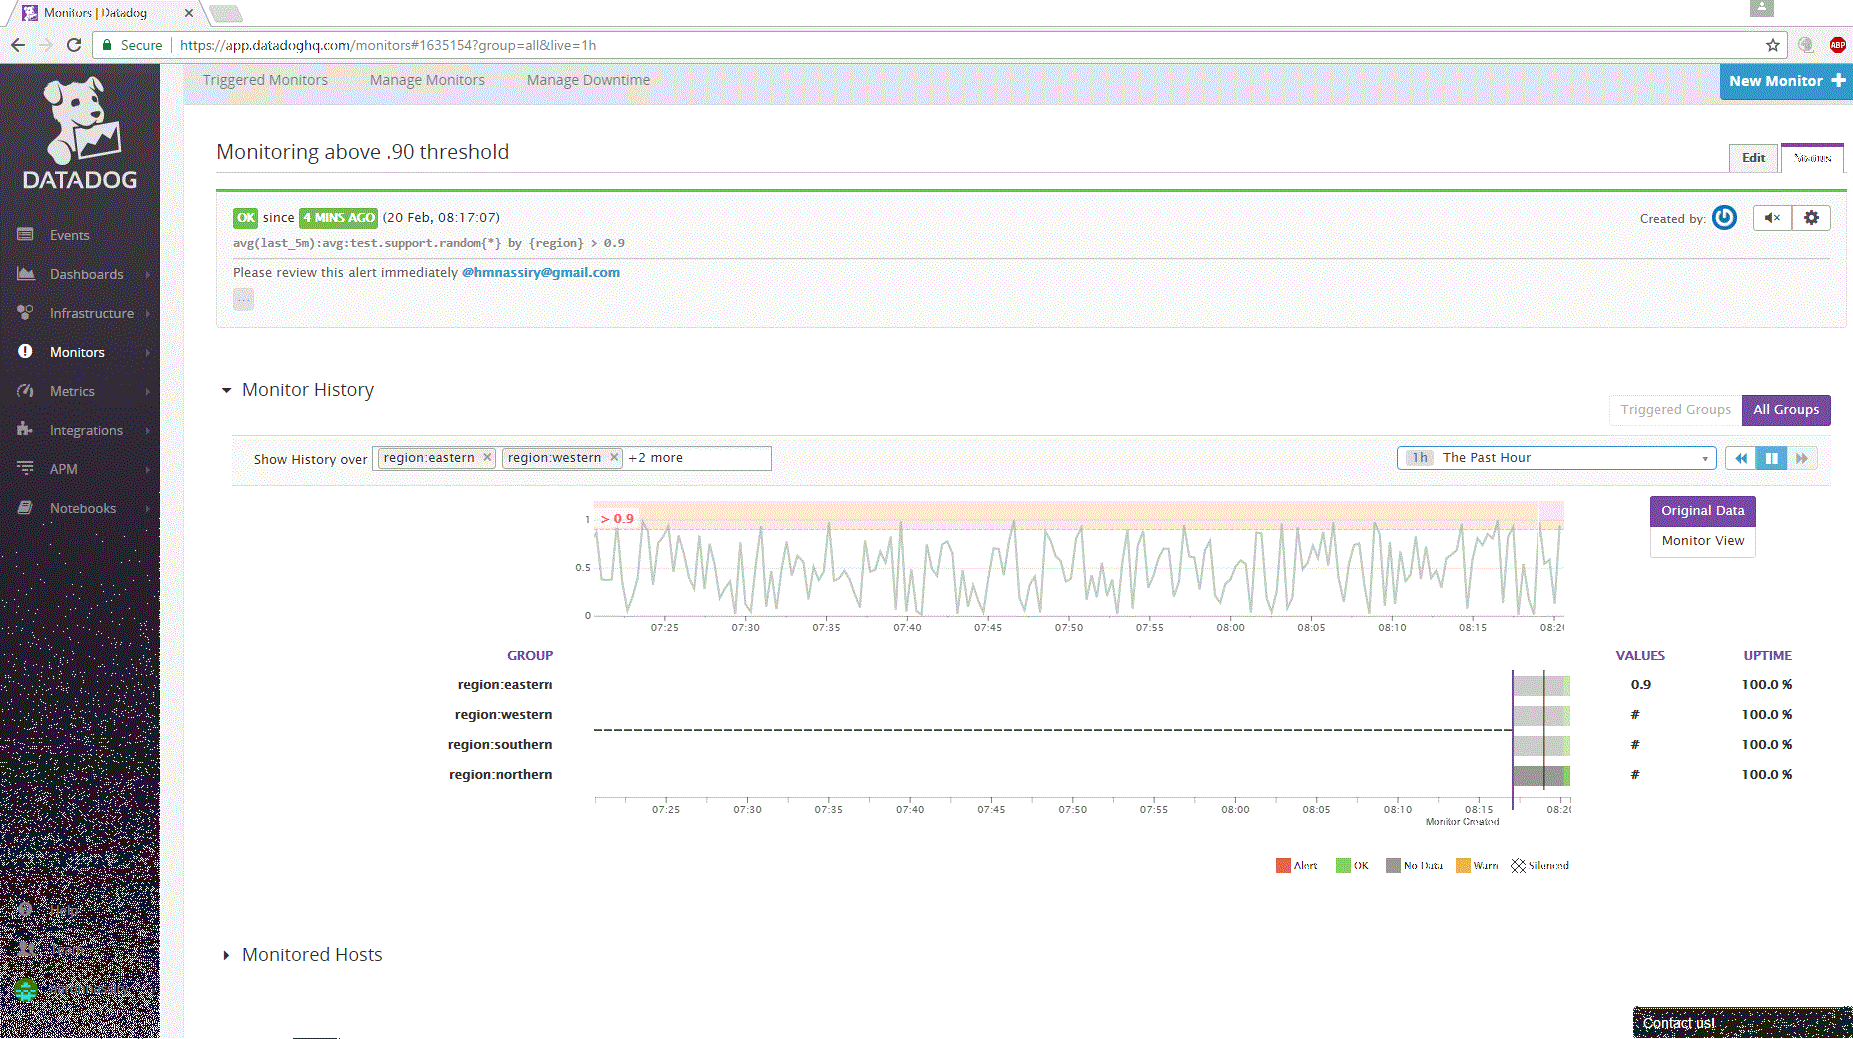 Monitors | Datadog
Secure https://app.datadoghq.com/monitors#1635154?group=all&live=1h
ABP
Triggered Monitors Manage Monitors Manage Downtime
New Monitor +
DATADOG
Events
Dashboards
Infrastructure
Monitors
Metrics
Integrations
APM
Notebooks
Help
Monitoring above .90 threshold
Edit Status
OK since 4 MINS AGO (20 Feb, 08:17:07)
Created by:
avg(last_5m):avg:test.support.random{*} by {region} > 0.9
Please review this alert immediately @hmnassiry@gmail.com
...
Monitor History
Triggered Groups All Groups
Show History over region:eastern × region:western × +2 more
1h The Past Hour
Original Data
Monitor View
> 0.9
1
0.5
0
07:25 07:30 07:35 07:40 07:45 07:50 07:55 08:00 08:05 08:10 08:15 08:20
GROUP VALUES UPTIME
region:eastern 0.9 100.0 %
region:western # 100.0 %
region:southern # 100.0 %
region:northern # 100.0 %
07:25 07:30 07:35 07:40 07:45 07:50 07:55 08:00 08:05 08:10 08:15 08:20
Monitor Created
Alert OK No Data Warn Silenced
Monitored Hosts
Contact us!